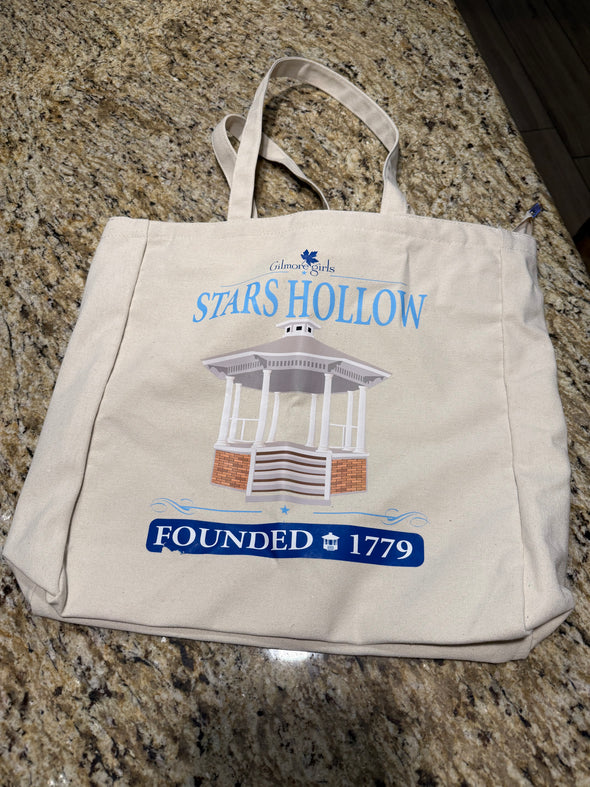 Gilmore girls
STARS HOLLOW
FOUNDED 1779